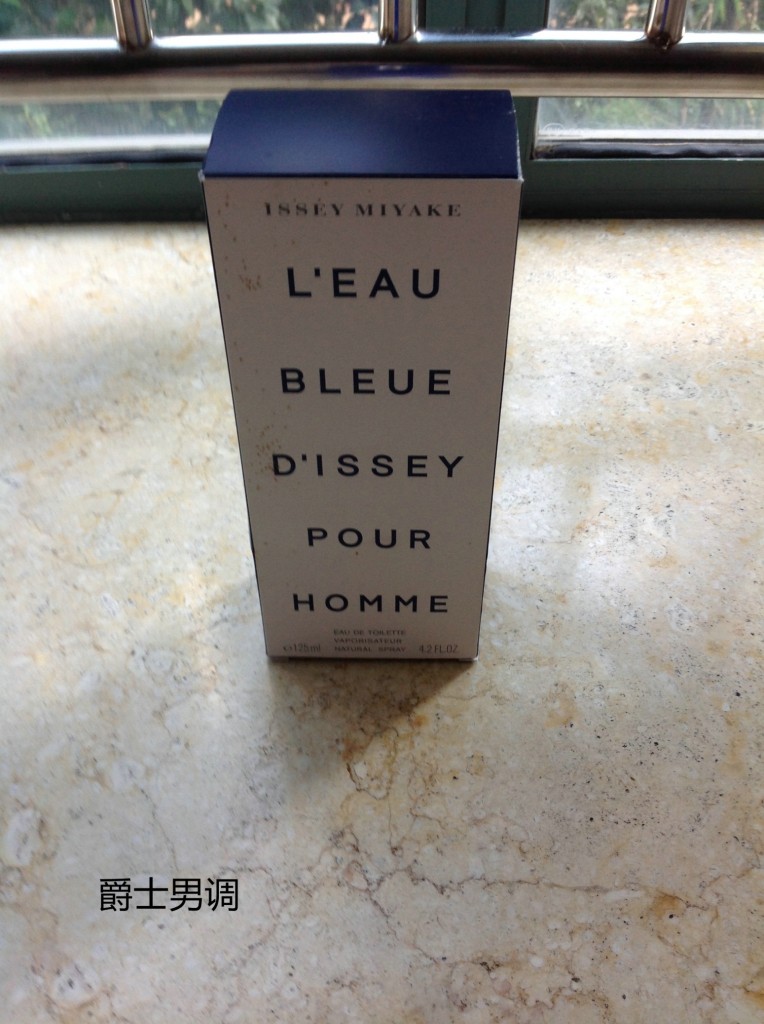 ISSEY MIYAKE
L'EAU
BLEUE
D'ISSEY
POUR
HOMME
EAU DE TOILETTE
VAPORISATEUR
℮125ml NATURAL SPRAY 4.2 FL.OZ
爵士男调